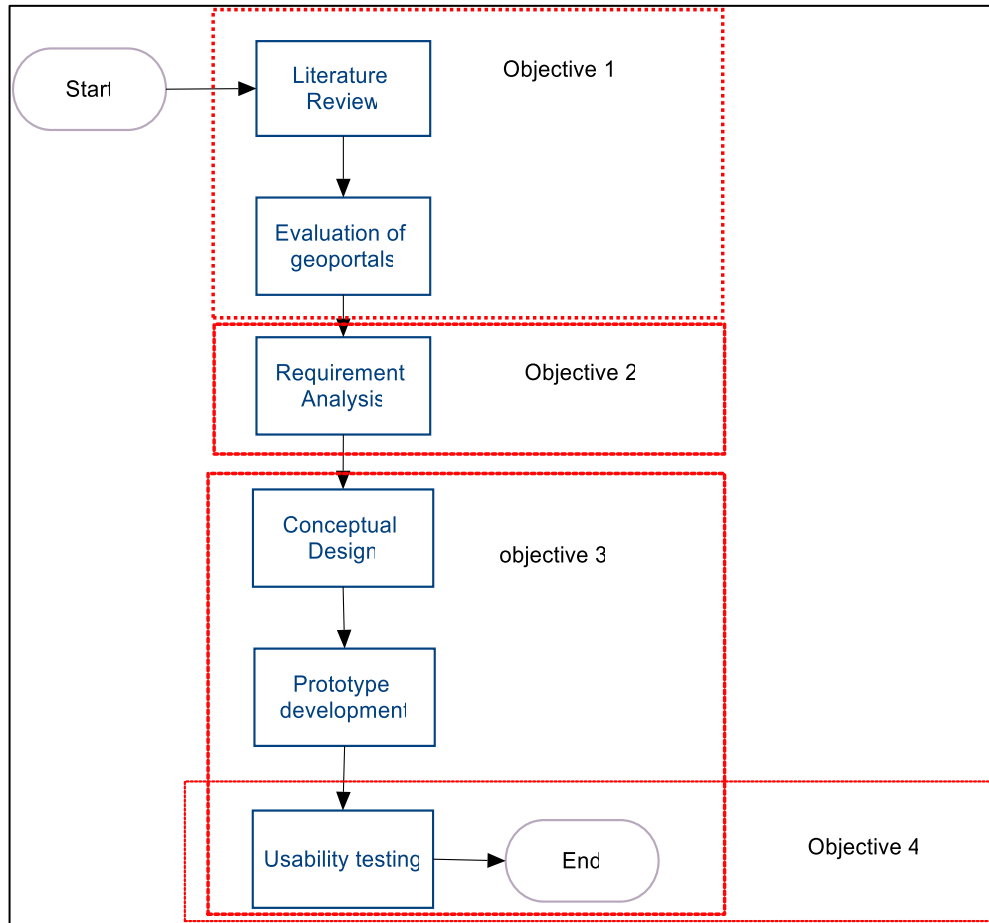 Objective 1
Start
Literature
Review
Evaluation of
geoportals
Requirement
Analysis
Objective 2
Conceptual
Design
objective 3
Prototype
development
Usability testing
End
Objective 4